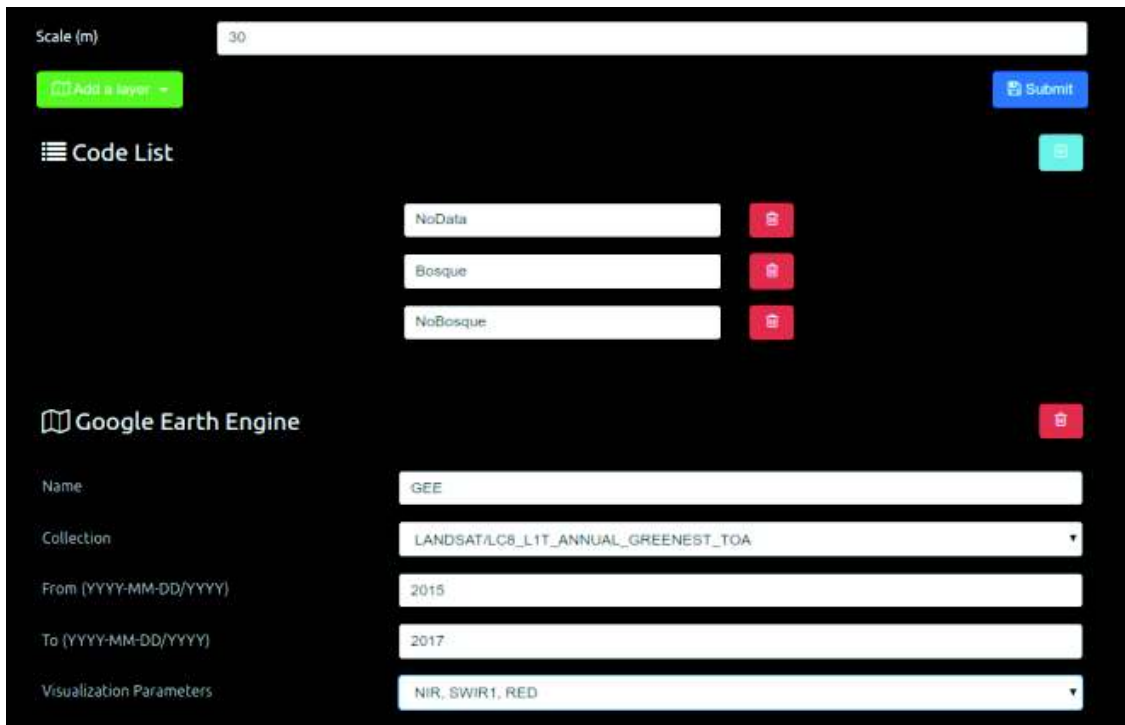 Scale (m) 30
Add a layer Submit
Code List
NoData
Bosque
NoBosque
Google Earth Engine
Name GEE
Collection LANDSAT/LC8_L1T_ANNUAL_GREENEST_TOA
From (YYYY-MM-DD/YYYY) 2015
To (YYYY-MM-DD/YYYY) 2017
Visualization Parameters NIR, SWIR1, RED